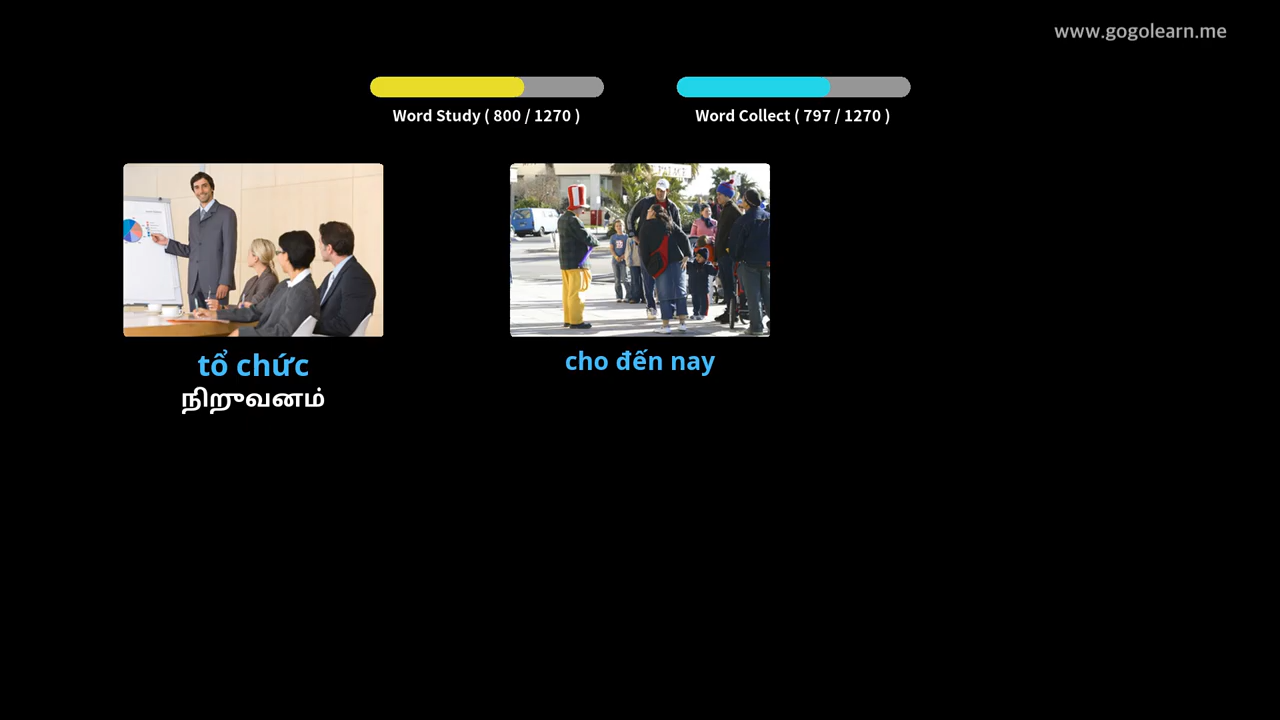 www.gogolearn.me
Word Study ( 800 / 1270 )
Word Collect ( 797 / 1270 )
tổ chức
நிறுவனம்
cho đến nay